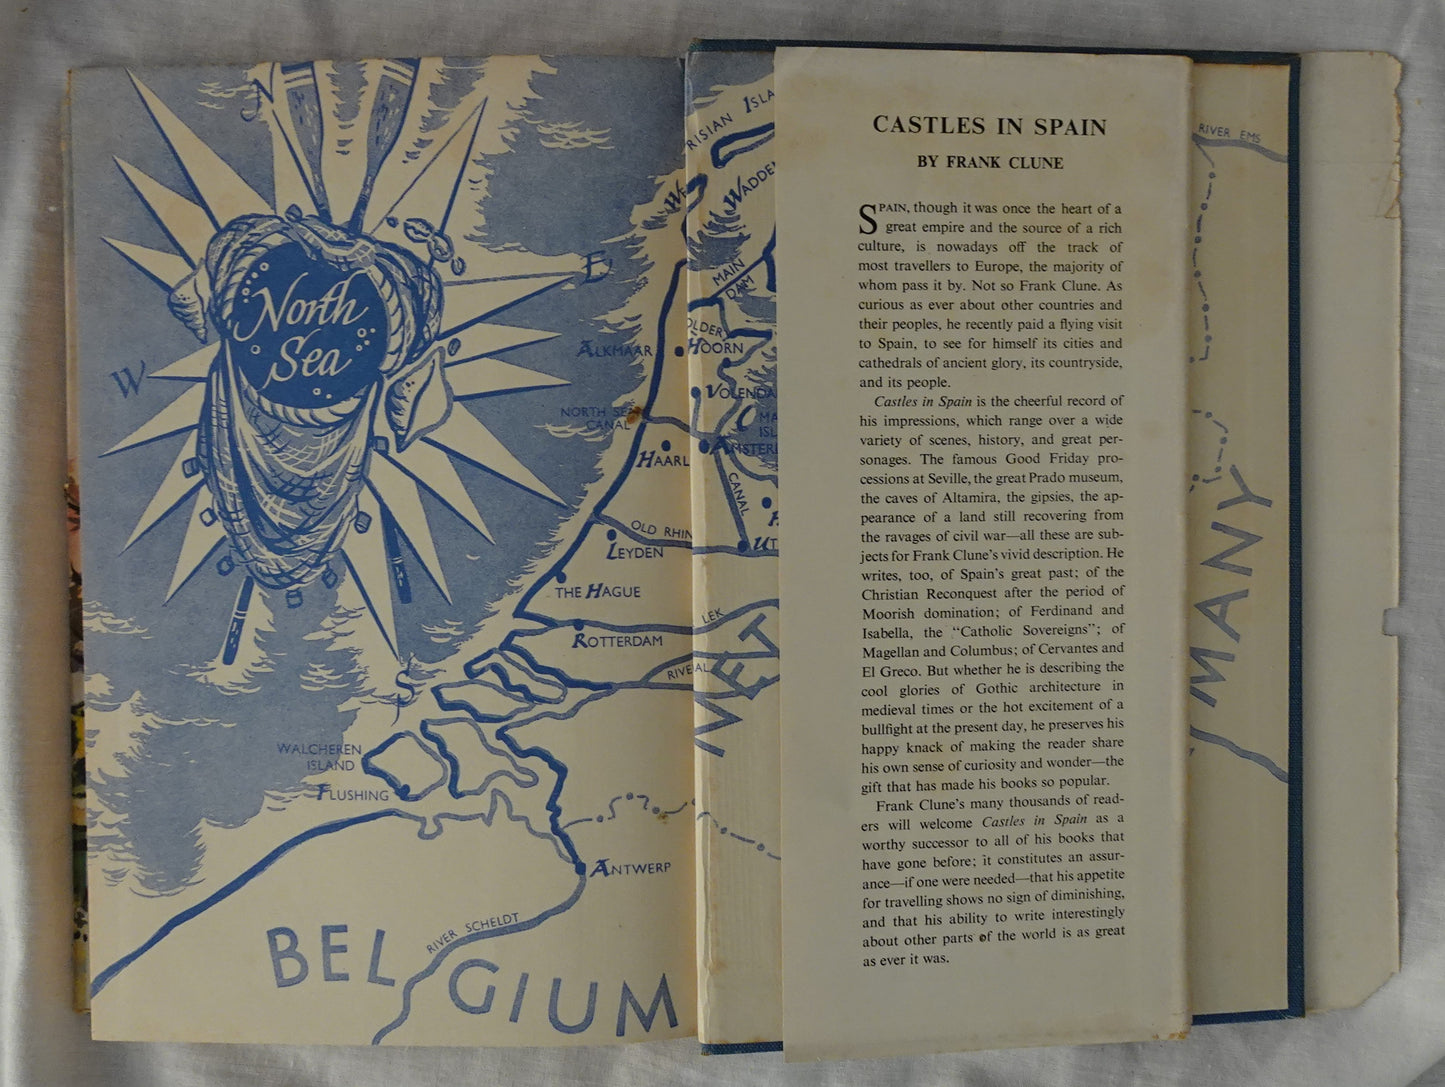 N
E
W
S
North
Sea
RISIAN ISLA
WADDEN
MAIN
DAM
ALKMAAR
HOORN
VOLENDA
NORTH SEA
CANAL
HAARL
AMSTER
CANAL
OLD RHIN
LEYDEN
UT
THE HAGUE
LEK
ROTTERDAM
NET
WALCHEREN
ISLAND
FLUSHING
ANTWERP
RIVER SCHELDT
BELGIUM
CASTLES IN SPAIN
BY FRANK CLUNE
SPAIN, though it was once the heart of a
great empire and the source of a rich
culture, is nowadays off the track of
most travellers to Europe, the majority of
whom pass it by. Not so Frank Clune. As
curious as ever about other countries and
their peoples, he recently paid a flying visit
to Spain, to see for himself its cities and
cathedrals of ancient glory, its countryside,
and its people.
Castles in Spain is the cheerful record of
his impressions, which range over a wide
variety of scenes, history, and great per-
sonages. The famous Good Friday pro-
cessions at Seville, the great Prado museum,
the caves of Altamira, the gipsies, the ap-
pearance of a land still recovering from
the ravages of civil war—all these are sub-
jects for Frank Clune's vivid description. He
writes, too, of Spain's great past; of the
Christian Reconquest after the period of
Moorish domination; of Ferdinand and
Isabella, the "Catholic Sovereigns"; of
Magellan and Columbus; of Cervantes and
El Greco. But whether he is describing the
cool glories of Gothic architecture in
medieval times or the hot excitement of a
bullfight at the present day, he preserves his
happy knack of making the reader share
his own sense of curiosity and wonder—the
gift that has made his books so popular.
Frank Clune's many thousands of read-
ers will welcome Castles in Spain as a
worthy successor to all of his books that
have gone before; it constitutes an assur-
ance—if one were needed—that his appetite
for travelling shows no sign of diminishing,
and that his ability to write interestingly
about other parts of the world is as great
as ever it was.
RIVER EMS
MANY